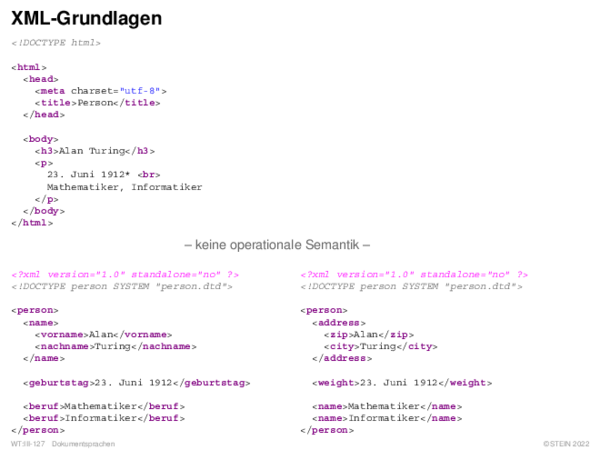 XML-Grundlagen
<!DOCTYPE html>
<html>
<head>
<meta charset="utf-8">
<title>Person</title>
</head>
<body>
<h3>Alan Turing</h3>
<p>
23. Juni 1912* <br>
Mathematiker, Informatiker
</p>
</body>
</html>
– keine operationale Semantik –
<?xml version="1.0" standalone="no" ?>
<!DOCTYPE person SYSTEM "person.dtd">
<person>
<name>
<vorname>Alan</vorname>
<nachname>Turing</nachname>
</name>
<geburtstag>23. Juni 1912</geburtstag>
<beruf>Mathematiker</beruf>
<beruf>Informatiker</beruf>
</person>
<?xml version="1.0" standalone="no" ?>
<!DOCTYPE person SYSTEM "person.dtd">
<person>
<address>
<zip>Alan</zip>
<city>Turing</city>
</address>
<weight>23. Juni 1912</weight>
<name>Mathematiker</name>
<name>Informatiker</name>
</person>
WT:III-127 Dokumentsprachen
©STEIN 2022